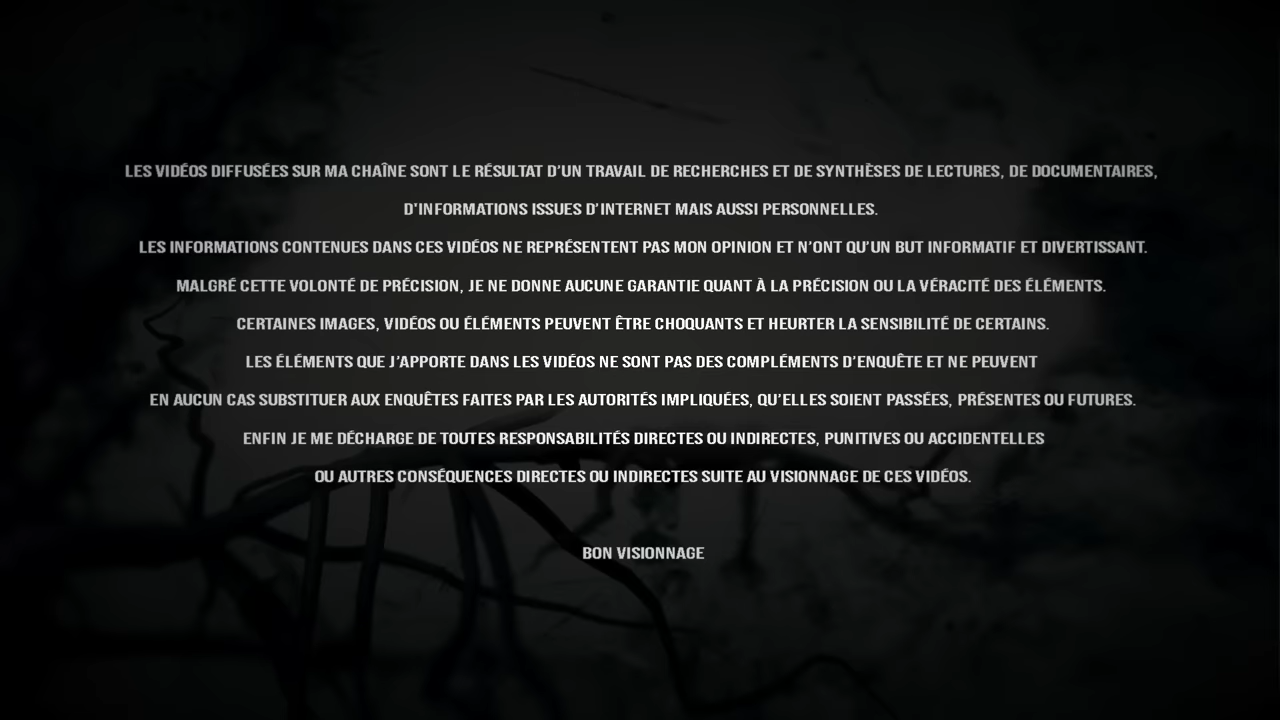 LES VIDÉOS DIFFUSÉES SUR MA CHAÎNE SONT LE RÉSULTAT D'UN TRAVAIL DE RECHERCHES ET DE SYNTHÈSES DE LECTURES, DE DOCUMENTAIRES,
D'INFORMATIONS ISSUES D'INTERNET MAIS AUSSI PERSONNELLES.
LES INFORMATIONS CONTENUES DANS CES VIDÉOS NE REPRÉSENTENT PAS MON OPINION ET N'ONT QU'UN BUT INFORMATIF ET DIVERTISSANT.
MALGRÉ CETTE VOLONTÉ DE PRÉCISION, JE NE DONNE AUCUNE GARANTIE QUANT À LA PRÉCISION OU LA VÉRACITÉ DES ÉLÉMENTS.
CERTAINES IMAGES, VIDÉOS OU ÉLÉMENTS PEUVENT ÊTRE CHOQUANTS ET HEURTER LA SENSIBILITÉ DE CERTAINS.
LES ÉLÉMENTS QUE J'APPORTE DANS LES VIDÉOS NE SONT PAS DES COMPLÉMENTS D'ENQUÊTE ET NE PEUVENT
EN AUCUN CAS SUBSTITUER AUX ENQUÊTES FAITES PAR LES AUTORITÉS IMPLIQUÉES, QU'ELLES SOIENT PASSÉES, PRÉSENTES OU FUTURES.
ENFIN JE ME DÉCHARGE DE TOUTES RESPONSABILITÉS DIRECTES OU INDIRECTES, PUNITIVES OU ACCIDENTELLES
OU AUTRES CONSÉQUENCES DIRECTES OU INDIRECTES SUITE AU VISIONNAGE DE CES VIDÉOS.
BON VISIONNAGE